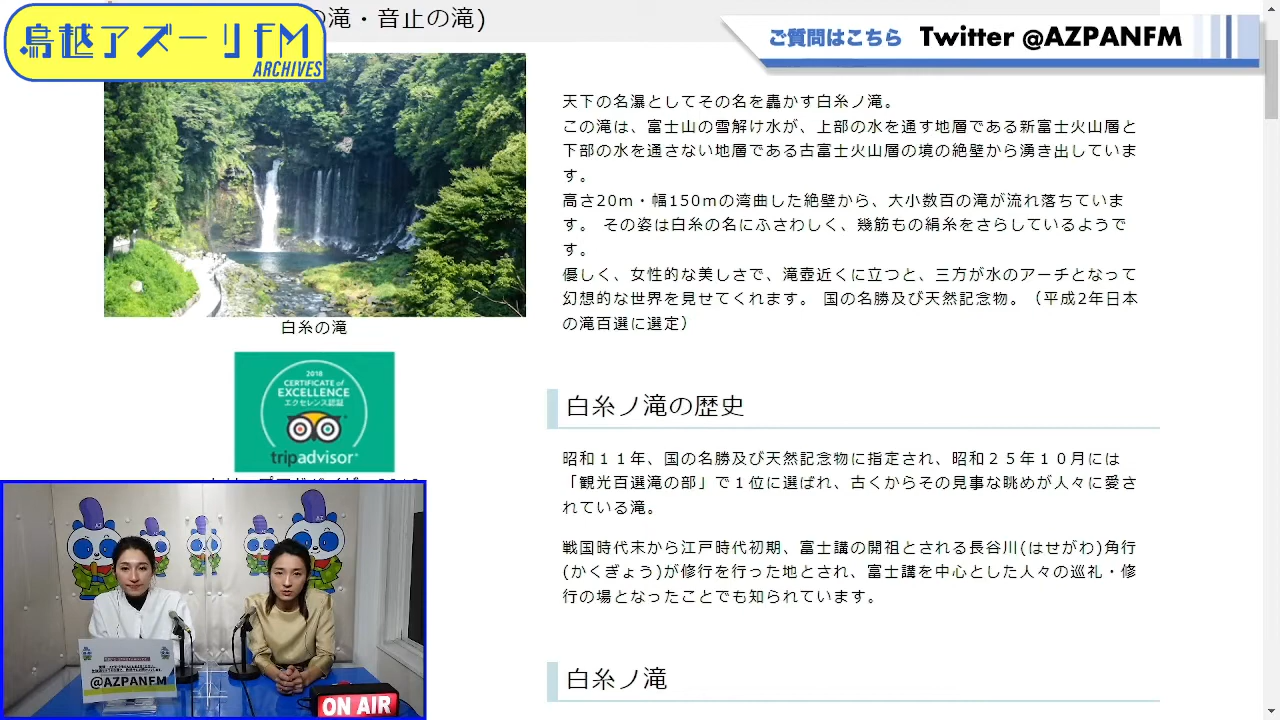 鳥越アズーリFM
ARCHIVES
の滝・音止の滝)
ご質問はこちら Twitter @AZPANFM
天下の名瀑としてその名を轟かす白糸ノ滝。
この滝は、富士山の雪解け水が、上部の水を通す地層である新富士火山層と
下部の水を通さない地層である古富士火山層の境の絶壁から湧き出していま
す。
高さ20m・幅150mの湾曲した絶壁から、大小数百の滝が流れ落ちていま
す。 その姿は白糸の名にふさわしく、幾筋もの絹糸をさらしているようで
す。
優しく、女性的な美しさで、滝壺近くに立つと、三方が水のアーチとなって
幻想的な世界を見せてくれます。 国の名勝及び天然記念物。（平成2年日本
の滝百選に選定）
白糸の滝
2018
CERTIFICATE of
EXCELLENCE
エクセレンス認証
tripadvisor
白糸ノ滝の歴史
昭和１１年、国の名勝及び天然記念物に指定され、昭和２５年１０月には
「観光百選滝の部」で１位に選ばれ、古くからその見事な眺めが人々に愛さ
れている滝。
戦国時代末から江戸時代初期、富士講の開祖とされる長谷川(はせがわ)角行
(かくぎょう)が修行を行った地とされ、富士講を中心とした人々の巡礼・修
行の場となったことでも知られています。
白糸ノ滝
@AZPANFM
ON AIR